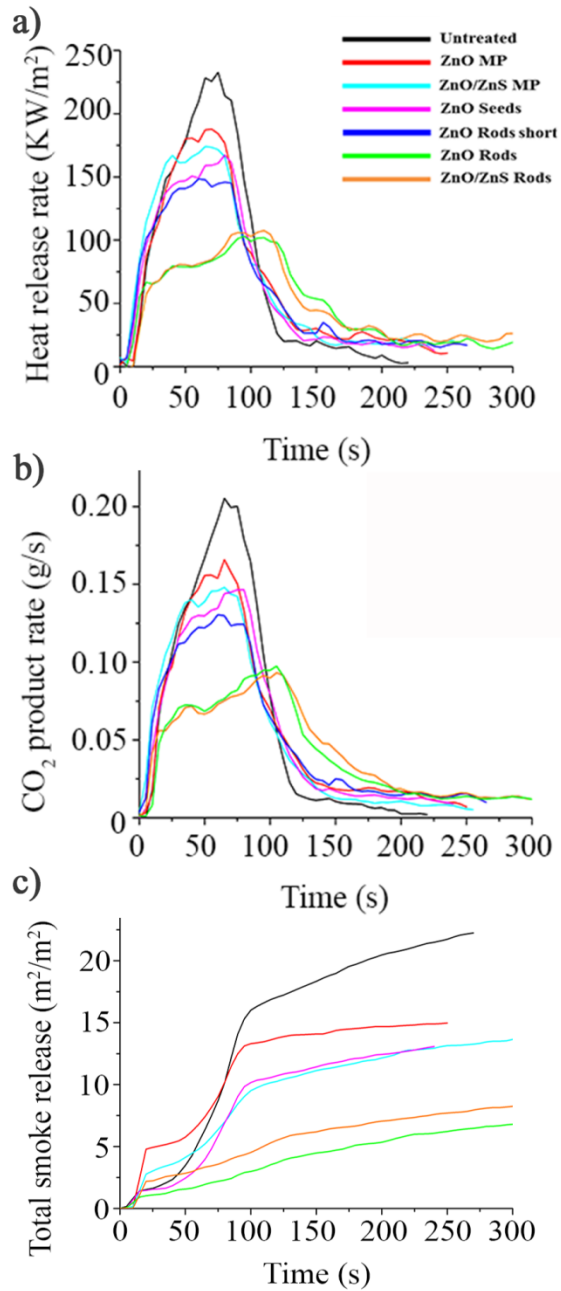 a)
Untreated
ZnO MP
ZnO/ZnS MP
ZnO Seeds
ZnO Rods short
ZnO Rods
ZnO/ZnS Rods
Heat release rate (KW/m²)
250
200
150
100
50
0
0 50 100 150 200 250 300
Time (s)
b)
CO₂ product rate (g/s)
0.20
0.15
0.10
0.05
0
0 50 100 150 200 250 300
Time (s)
c)
Total smoke release (m²/m²)
20
15
10
5
0
0 50 100 150 200 250 300
Time (s)